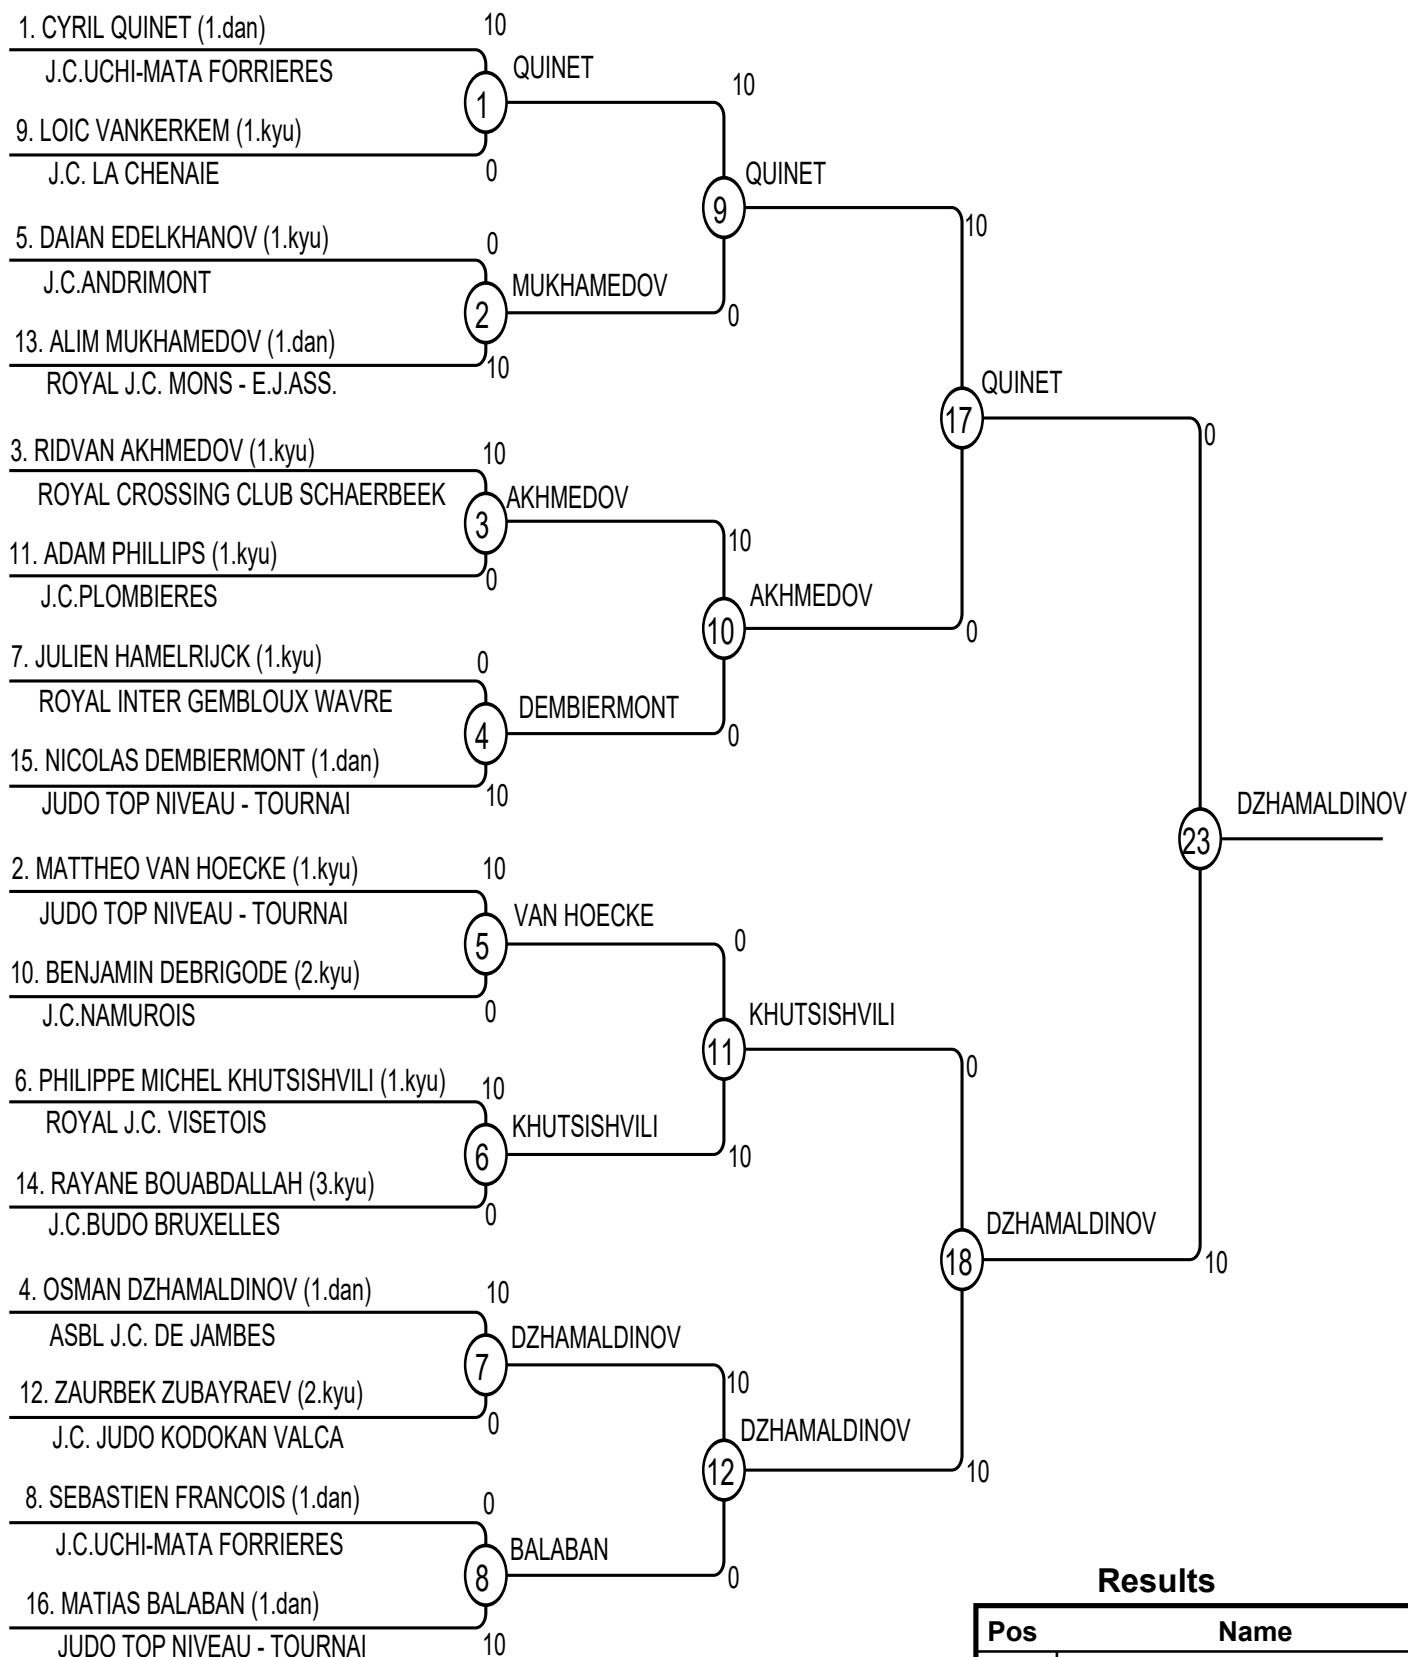 1. CYRIL QUINET (1.dan)
10
J.C.UCHI-MATA FORRIERES
1
QUINET
10
9. LOIC VANKERKEM (1.kyu)
0
J.C. LA CHENAIE
9
QUINET
10
5. DAIAN EDELKHANOV (1.kyu)
0
J.C.ANDRIMONT
2
MUKHAMEDOV
0
13. ALIM MUKHAMEDOV (1.dan)
10
ROYAL J.C. MONS - E.J.ASS.
17
QUINET
0
3. RIDVAN AKHMEDOV (1.kyu)
10
ROYAL CROSSING CLUB SCHAERBEEK
3
AKHMEDOV
10
11. ADAM PHILLIPS (1.kyu)
0
J.C.PLOMBIERES
10
AKHMEDOV
0
7. JULIEN HAMELRIJCK (1.kyu)
0
ROYAL INTER GEMBLOUX WAVRE
4
DEMBIERMONT
0
15. NICOLAS DEMBIERMONT (1.dan)
10
JUDO TOP NIVEAU - TOURNAI
23
DZHAMALDINOV
2. MATTHEO VAN HOECKE (1.kyu)
10
JUDO TOP NIVEAU - TOURNAI
5
VAN HOECKE
0
10. BENJAMIN DEBRIGODE (2.kyu)
0
J.C.NAMUROIS
11
KHUTSISHVILI
0
6. PHILIPPE MICHEL KHUTSISHVILI (1.kyu)
10
ROYAL J.C. VISETOIS
6
KHUTSISHVILI
10
14. RAYANE BOUABDALLAH (3.kyu)
0
J.C.BUDO BRUXELLES
18
DZHAMALDINOV
10
4. OSMAN DZHAMALDINOV (1.dan)
10
ASBL J.C. DE JAMBES
7
DZHAMALDINOV
10
12. ZAURBEK ZUBAYRAEV (2.kyu)
0
J.C. JUDO KODOKAN VALCA
12
DZHAMALDINOV
10
8. SEBASTIEN FRANCOIS (1.dan)
0
J.C.UCHI-MATA FORRIERES
8
BALABAN
0
16. MATIAS BALABAN (1.dan)
10
JUDO TOP NIVEAU - TOURNAI
Results
Pos Name